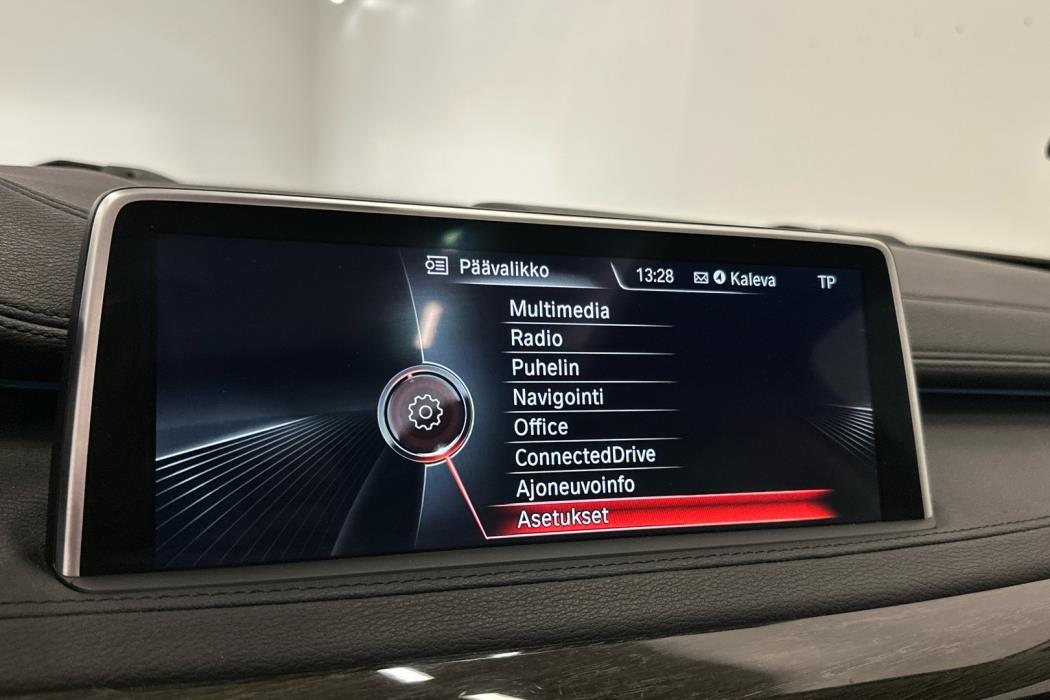 Päävalikko 13:28 Kaleva TP
Multimedia
Radio
Puhelin
Navigointi
Office
ConnectedDrive
Ajoneuvoinfo
Asetukset